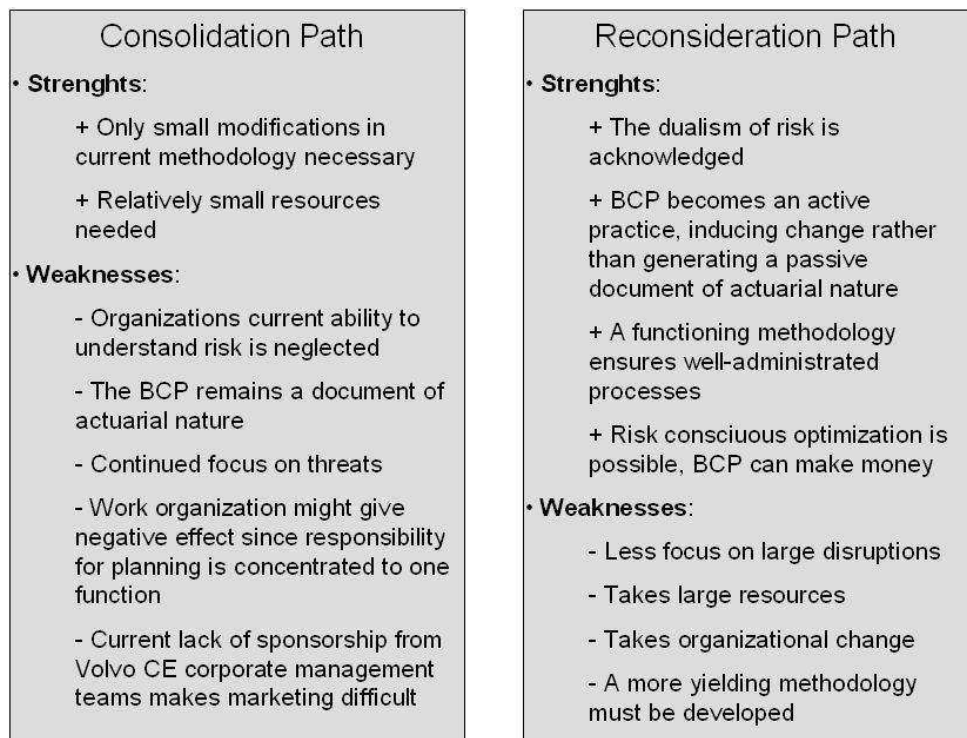 Consolidation Path
• Strenghts:
+ Only small modifications in
current methodology necessary
+ Relatively small resources
needed
• Weaknesses:
- Organizations current ability to
understand risk is neglected
- The BCP remains a document of
actuarial nature
- Continued focus on threats
- Work organization might give
negative effect since responsibility
for planning is concentrated to one
function
- Current lack of sponsorship from
Volvo CE corporate management
teams makes marketing difficult
Reconsideration Path
• Strenghts:
+ The dualism of risk is
acknowledged
+ BCP becomes an active
practice, inducing change rather
than generating a passive
document of actuarial nature
+ A functioning methodology
ensures well-administrated
processes
+ Risk consciuous optimization is
possible, BCP can make money
• Weaknesses:
- Less focus on large disruptions
- Takes large resources
- Takes organizational change
- A more yielding methodology
must be developed